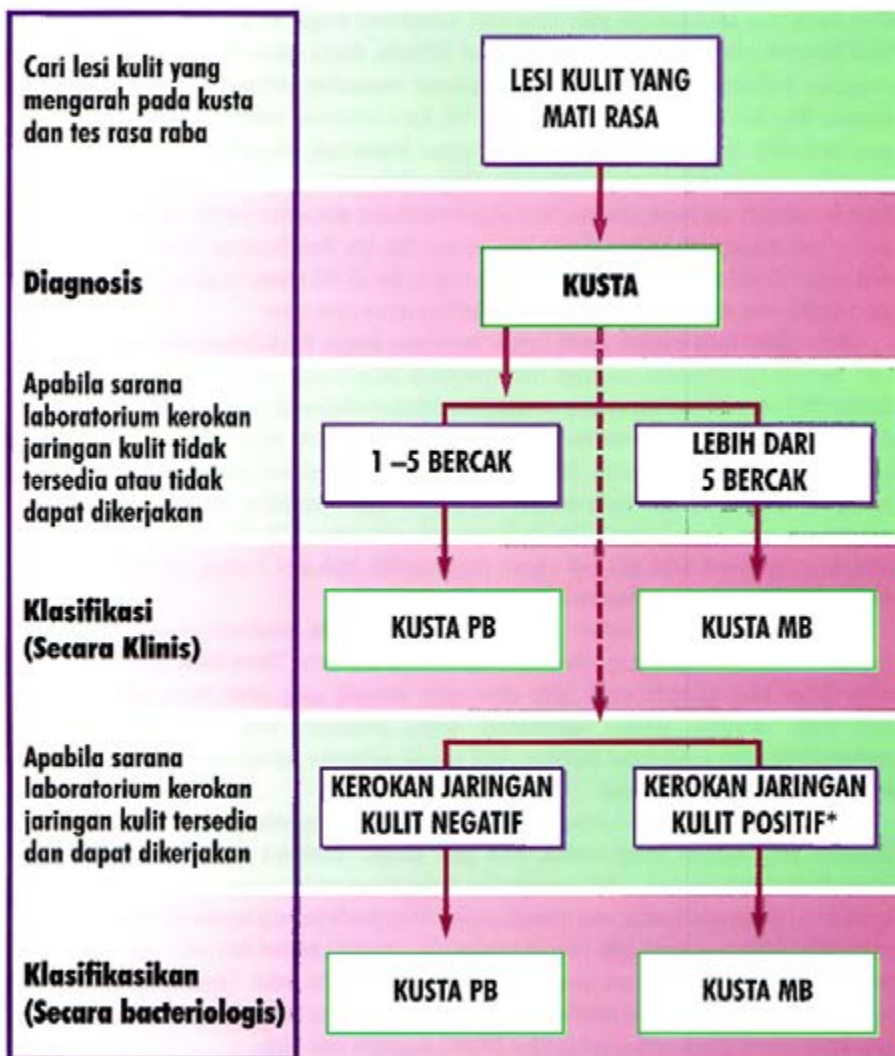 Cari lesi kulit yang
mengarah pada kusta
dan tes rasa raba
LESI KULIT YANG
MATI RASA
Diagnosis
KUSTA
Apabila sarana
laboratorium kerokan
jaringan kulit tidak
tersedia atau tidak
dapat dikerjakan
1 –5 BERCAK
LEBIH DARI
5 BERCAK
Klasifikasi
(Secara Klinis)
KUSTA PB
KUSTA MB
Apabila sarana
laboratorium kerokan
jaringan kulit tersedia
dan dapat dikerjakan
KEROKAN JARINGAN
KULIT NEGATIF
KEROKAN JARINGAN
KULIT POSITIF*
Klasifikasikan
(Secara bacteriologis)
KUSTA PB
KUSTA MB